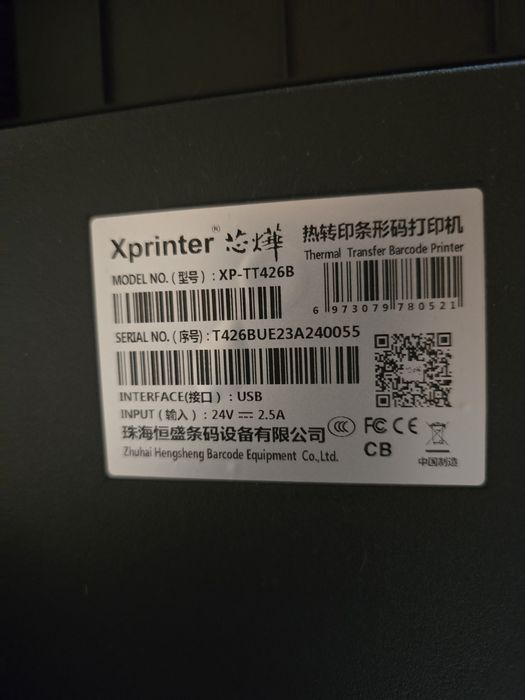 Xprinter® 芯烨 热转印条形码打印机
Thermal Transfer Barcode Printer
MODEL NO.(型号): XP-TT426B
6 973079 780521
SERIAL NO.(序号): T426BUE23A240055
INTERFACE(接口): USB
INPUT(输入): 24V ⎓ 2.5A
珠海恒盛条码设备有限公司 CCC FC CE
Zhuhai Hengsheng Barcode Equipment Co.,Ltd. CB 中国制造